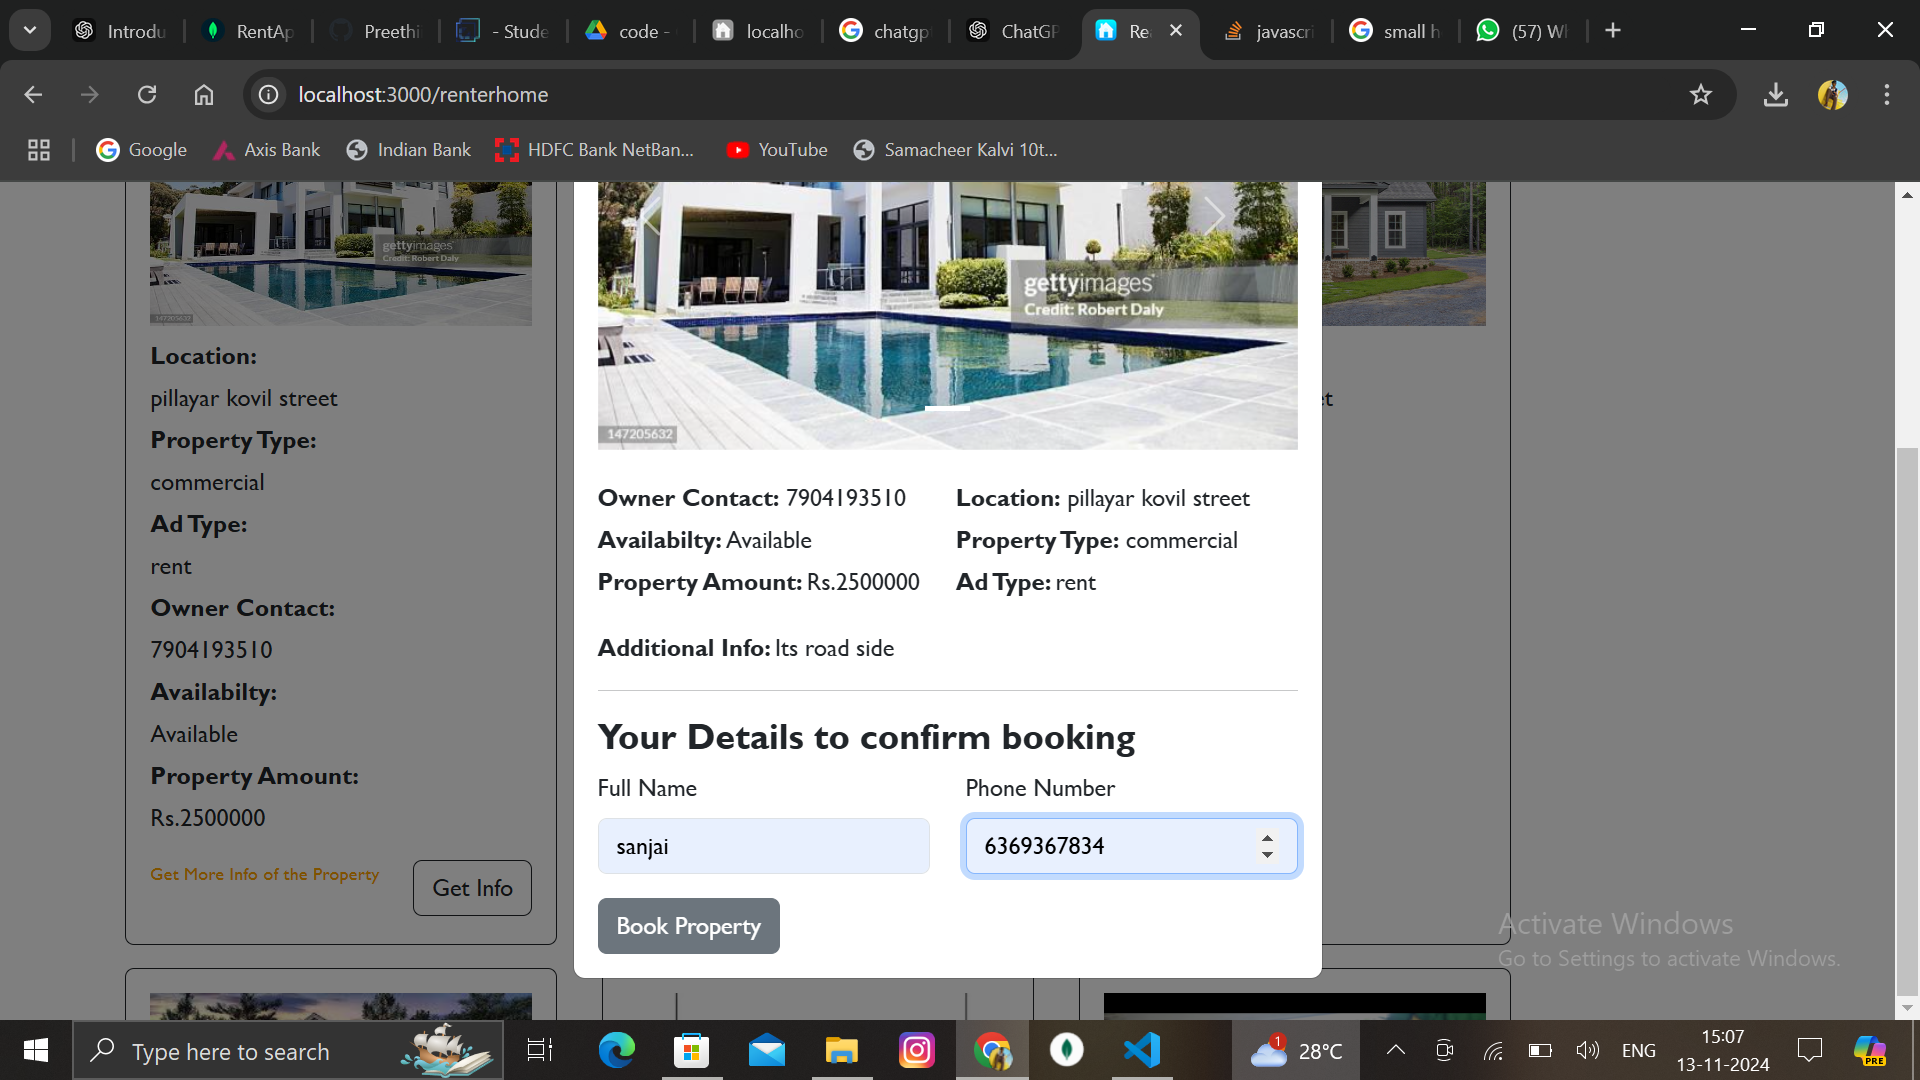 Introdu
RentAp
Preethi
- Stude
code -
localho
chatgp
ChatGP
Re
javascri
small h
(57) Wh
localhost:3000/renterhome
Google
Axis Bank
Indian Bank
HDFC Bank NetBan...
YouTube
Samacheer Kalvi 10t...
gettyimages
Credit: Robert Daly
147205632
Location:
pillayar kovil street
Property Type:
commercial
Ad Type:
rent
Owner Contact:
7904193510
Availabilty:
Available
Property Amount:
Rs.2500000
Get More Info of the Property
Get Info
gettyimages
Credit: Robert Daly
147205632
Owner Contact: 7904193510
Location: pillayar kovil street
Availabilty: Available
Property Type: commercial
Property Amount: Rs.2500000
Ad Type: rent
Additional Info: Its road side
Your Details to confirm booking
Full Name
Phone Number
sanjai
6369367834
Book Property
et
Activate Windows
Go to Settings to activate Windows.
Type here to search
1
28°C
ENG
15:07
13-11-2024
PRE